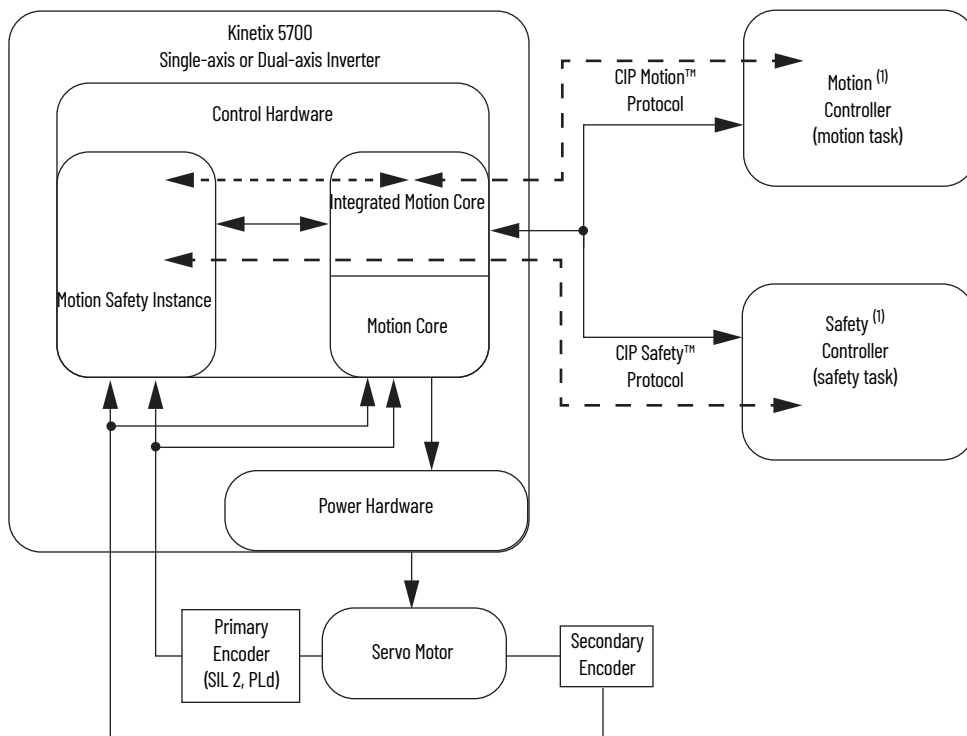 Kinetix 5700
Single-axis or Dual-axis Inverter
Control Hardware
CIP Motion™
Protocol
Motion (1)
Controller
(motion task)
Integrated Motion Core
Motion Safety Instance
Motion Core
CIP Safety™
Protocol
Safety (1)
Controller
(safety task)
Power Hardware
Primary
Encoder
(SIL 2, PLd)
Servo Motor
Secondary
Encoder